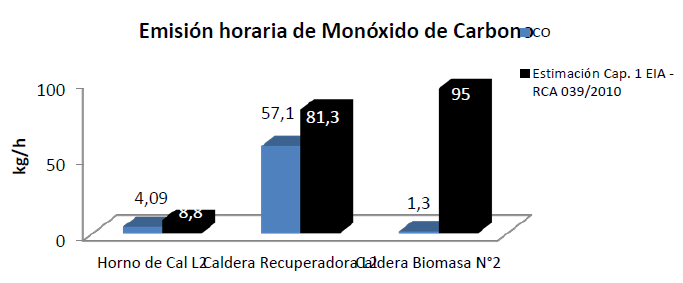 Emisión horaria de Monóxido de Carbono
CO
Estimación Cap. 1 EIA -
RCA 039/2010
kg/h
100
50
0
4,09
8,8
57,1
81,3
1,3
95
Horno de Cal L2
Caldera Recuperadora L2
Caldera Biomasa N°2